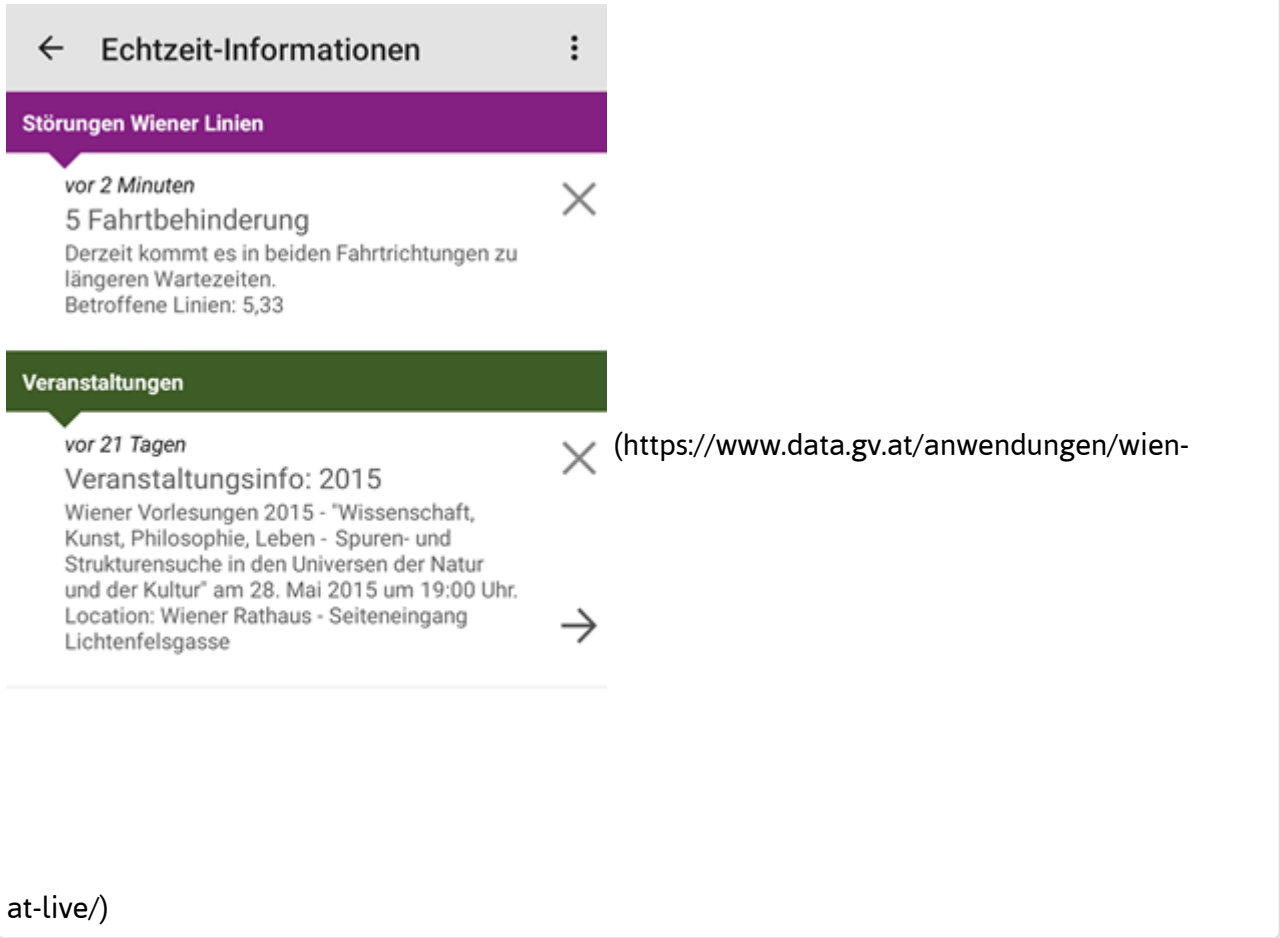 Echtzeit-Informationen
Störungen Wiener Linien
vor 2 Minuten
5 Fahrtbehinderung
Derzeit kommt es in beiden Fahrtrichtungen zu
längeren Wartezeiten.
Betroffene Linien: 5,33
Veranstaltungen
vor 21 Tagen
Veranstaltungsinfo: 2015
Wiener Vorlesungen 2015 - "Wissenschaft,
Kunst, Philosophie, Leben - Spuren- und
Strukturensuche in den Universen der Natur
und der Kultur" am 28. Mai 2015 um 19:00 Uhr.
Location: Wiener Rathaus - Seiteneingang
Lichtenfelsgasse
(https://www.data.gv.at/anwendungen/wien-
at-live/)